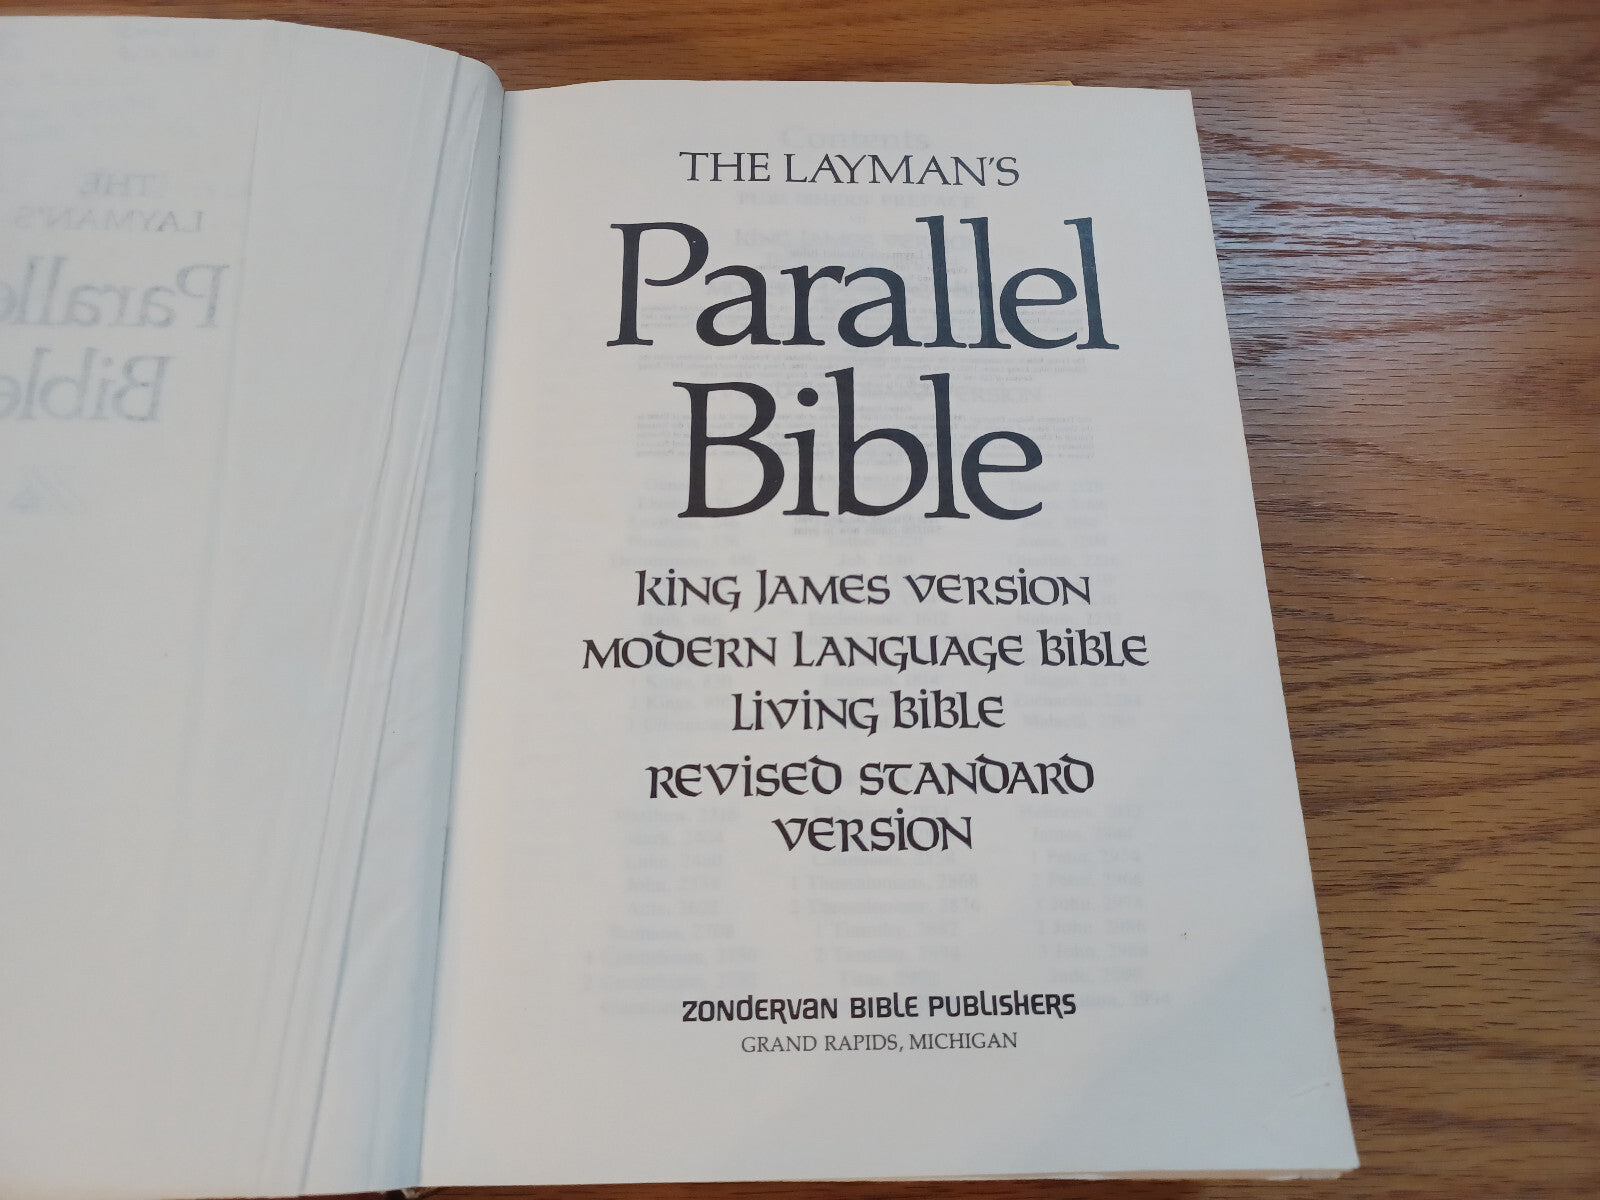 THE LAYMAN'S
Parallel
Bible
KING JAMES VERSION
MODERN LANGUAGE BIBLE
LIVING BIBLE
REVISED STANDARD
VERSION
ZONDERVAN BIBLE PUBLISHERS
GRAND RAPIDS, MICHIGAN